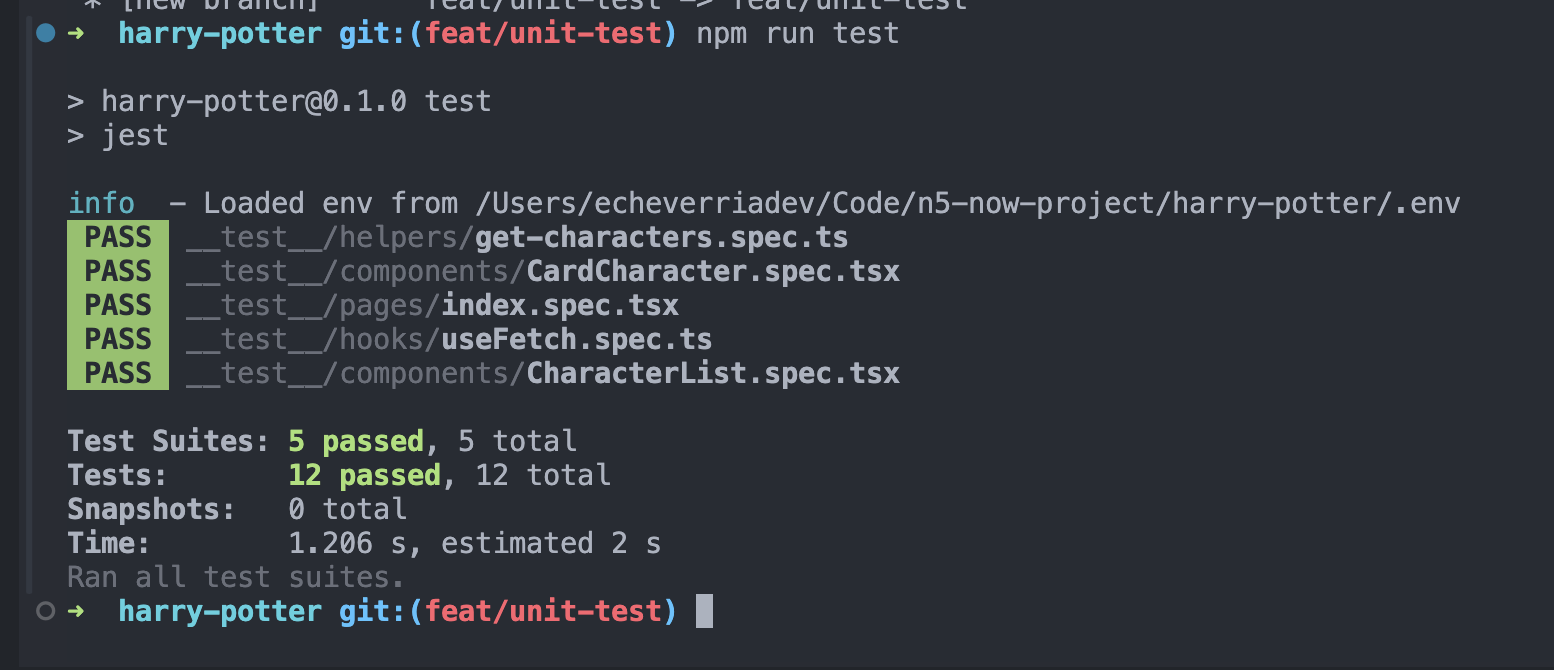 * [new branch] feat/unit-test -> feat/unit-test
➜ harry-potter git:(feat/unit-test) npm run test
> harry-potter@0.1.0 test
> jest
info - Loaded env from /Users/echeverriadev/Code/n5-now-project/harry-potter/.env
PASS __test__/helpers/get-characters.spec.ts
PASS __test__/components/CardCharacter.spec.tsx
PASS __test__/pages/index.spec.tsx
PASS __test__/hooks/useFetch.spec.ts
PASS __test__/components/CharacterList.spec.tsx
Test Suites: 5 passed, 5 total
Tests: 12 passed, 12 total
Snapshots: 0 total
Time: 1.206 s, estimated 2 s
Ran all test suites.
➜ harry-potter git:(feat/unit-test)